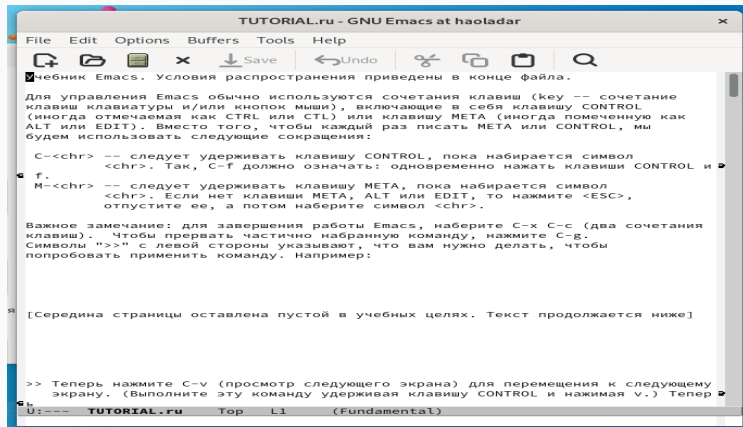 TUTORIAL.ru - GNU Emacs at haoladar
File Edit Options Buffers Tools Help
Save Undo
Учебник Emacs. Условия распространения приведены в конце файла.
Для управления Emacs обычно используются сочетания клавиш (key -- сочетание
клавиш клавиатуры и/или кнопок мыши), включающие в себя клавишу CONTROL
(иногда отмечаемая как CTRL или CTL) или клавишу META (иногда помеченную как
ALT или EDIT). Вместо того, чтобы каждый раз писать META или CONTROL, мы
будем использовать следующие сокращения:
C-<chr> -- следует удерживать клавишу CONTROL, пока набирается символ
<chr>. Так, C-f должно означать: одновременно нажать клавиши CONTROL и
f.
M-<chr> -- следует удерживать клавишу META, пока набирается символ
<chr>. Если нет клавиши META, ALT или EDIT, то нажмите <ESC>,
отпустите ее, а потом наберите символ <chr>.
Важное замечание: для завершения работы Emacs, наберите C-x C-c (два сочетания
клавиш). Чтобы прервать частично набранную команду, нажмите C-g.
Символы ">>" с левой стороны указывают, что вам нужно делать, чтобы
попробовать применить команду. Например:
[Середина страницы оставлена пустой в учебных целях. Текст продолжается ниже]
>> Теперь нажмите C-v (просмотр следующего экрана) для перемещения к следующему
экрану. (Выполните эту команду удерживая клавишу CONTROL и нажимая v.) Тепер
ь
U:--- TUTORIAL.ru Top L1 (Fundamental)